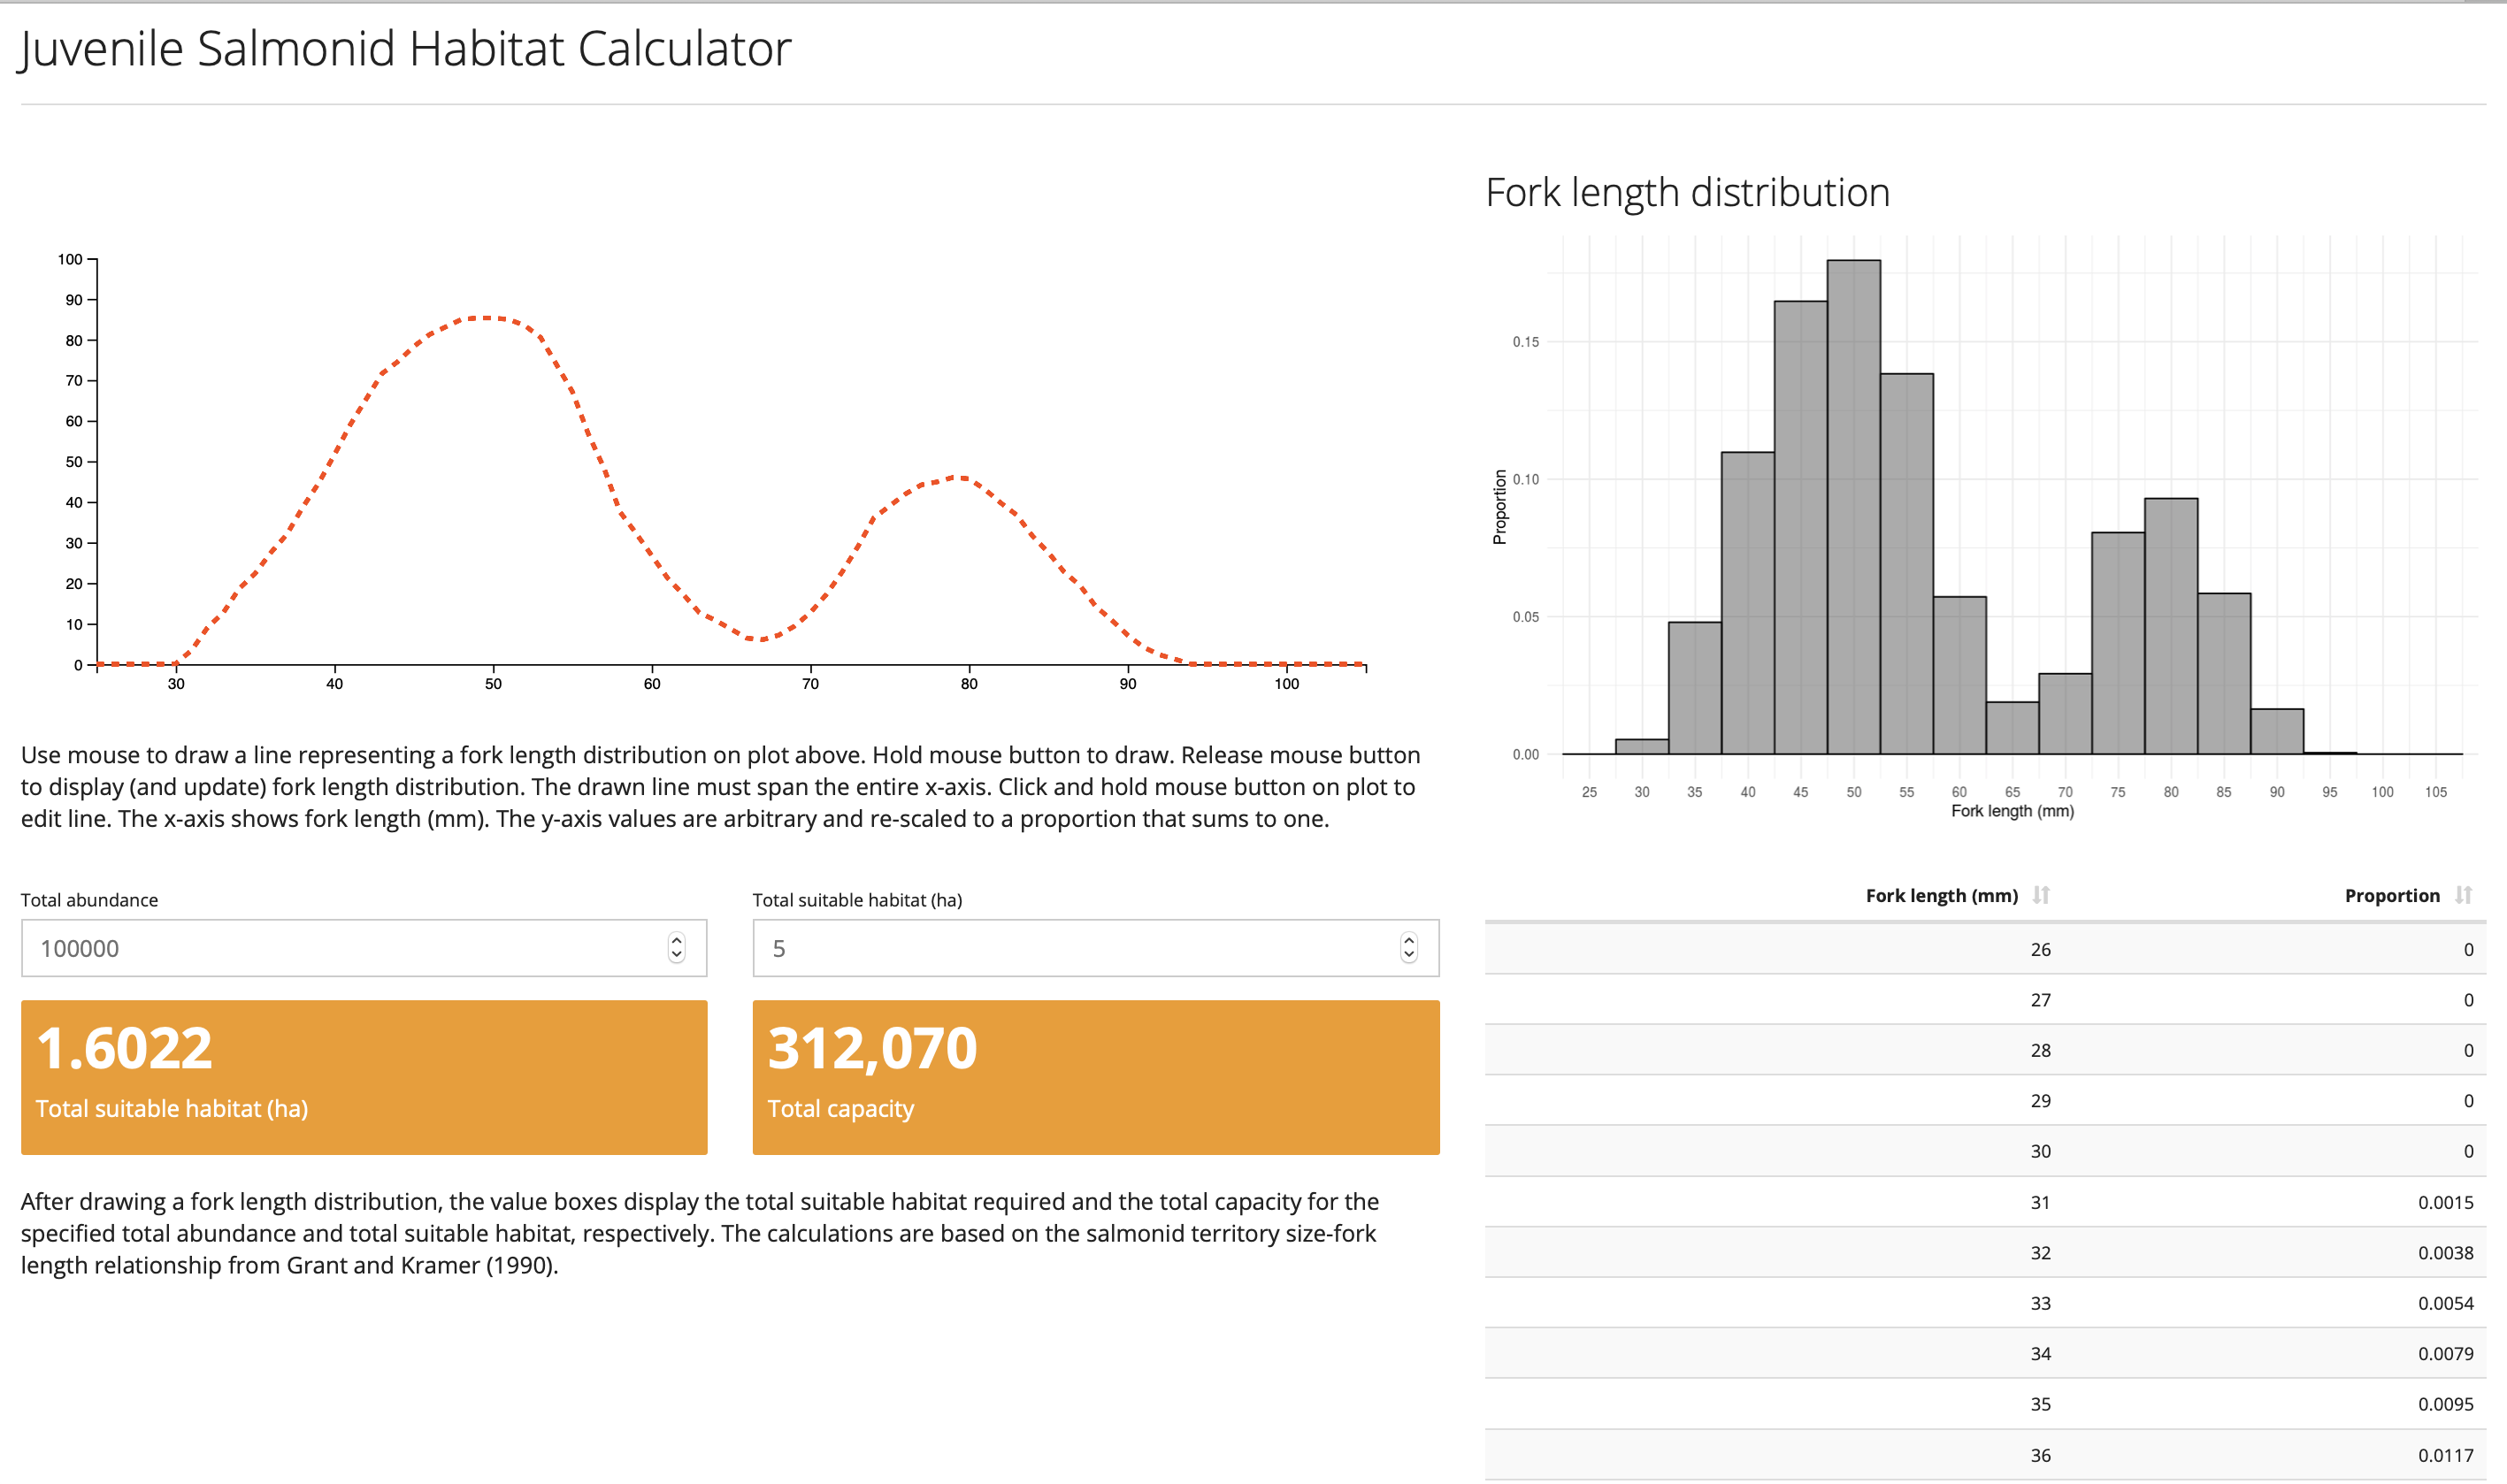 Juvenile Salmonid Habitat Calculator
100
90
80
70
60
50
40
30
20
10
0
30 40 50 60 70 80 90 100
Use mouse to draw a line representing a fork length distribution on plot above. Hold mouse button to draw. Release mouse button
to display (and update) fork length distribution. The drawn line must span the entire x-axis. Click and hold mouse button on plot to
edit line. The x-axis shows fork length (mm). The y-axis values are arbitrary and re-scaled to a proportion that sums to one.
Total abundance
100000
Total suitable habitat (ha)
5
1.6022
Total suitable habitat (ha)
312,070
Total capacity
After drawing a fork length distribution, the value boxes display the total suitable habitat required and the total capacity for the
specified total abundance and total suitable habitat, respectively. The calculations are based on the salmonid territory size-fork
length relationship from Grant and Kramer (1990).
Fork length distribution
Proportion
0.15
0.10
0.05
0.00
25 30 35 40 45 50 55 60 65 70 75 80 85 90 95 100 105
Fork length (mm)
Fork length (mm) Proportion
26 0
27 0
28 0
29 0
30 0
31 0.0015
32 0.0038
33 0.0054
34 0.0079
35 0.0095
36 0.0117